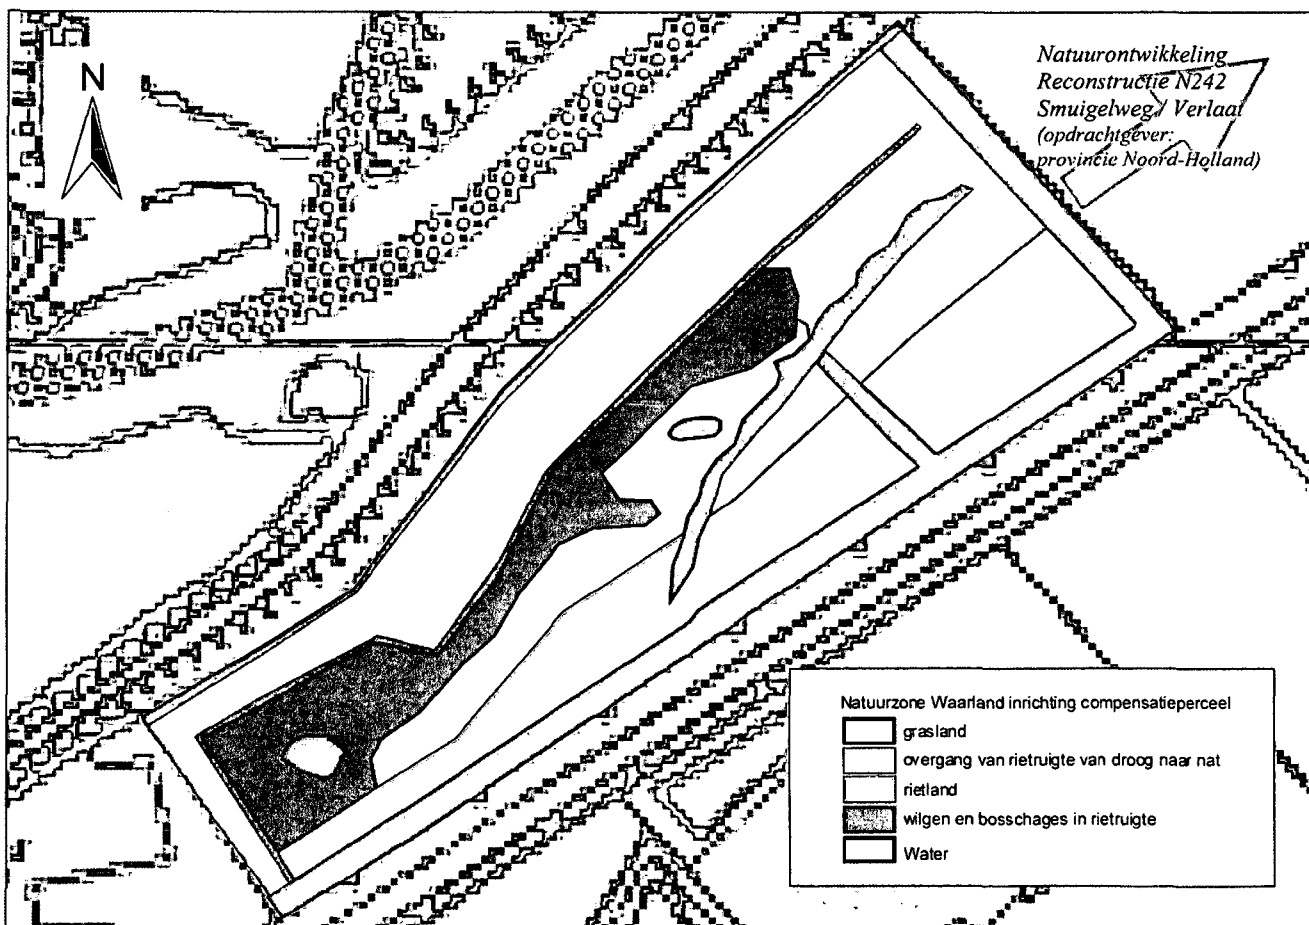 N
Natuurontwikkeling
Reconstructie N242
Smuigelweg / Verlaat
(opdrachtgever:
provincie Noord-Holland)
Natuurzone Waarland inrichting compensatieperceel
grasland
overgang van rietruigte van droog naar nat
rietland
wilgen en bosschages in rietruigte
Water